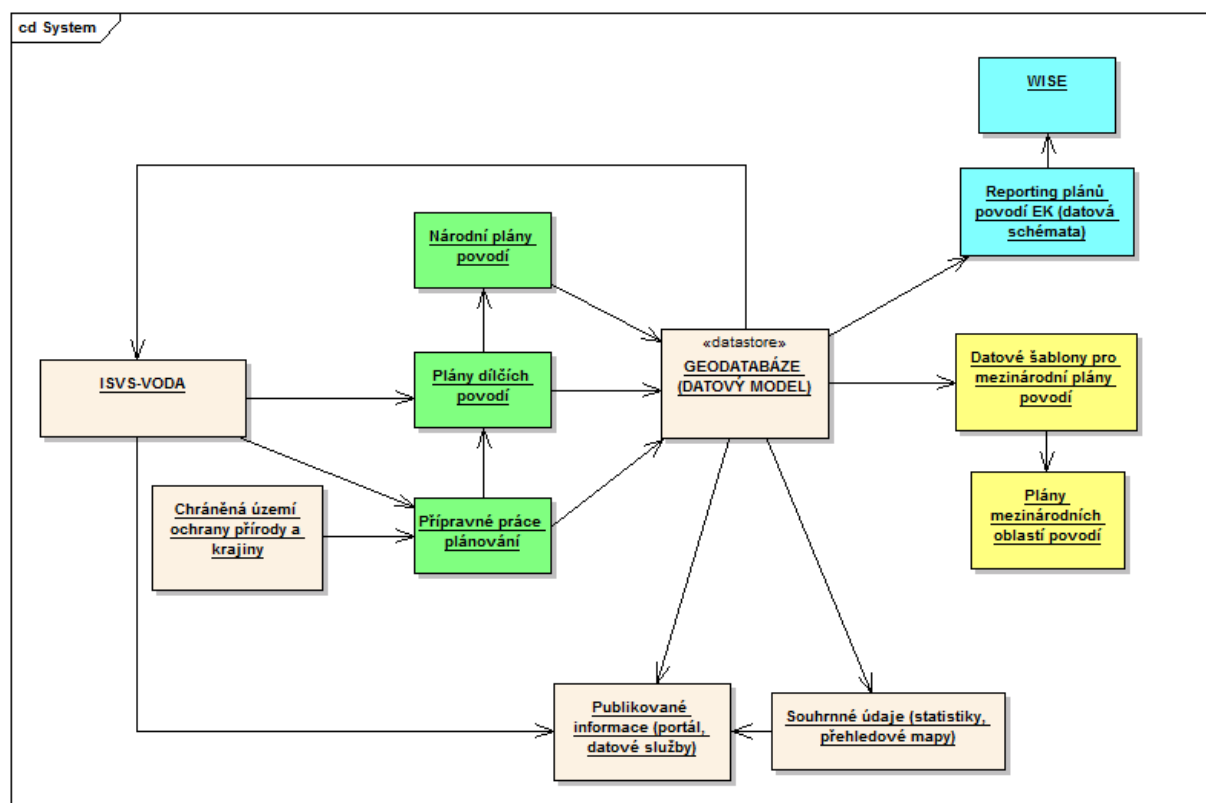 cd System
WISE
Reporting plánů
povodí EK (datová
schémata)
Národní plány
povodí
«datastore»
GEODATABÁZE
(DATOVÝ MODEL)
Datové šablony pro
mezinárodní plány
povodí
ISVS-VODA
Plány dílčích
povodí
Chráněná území
ochrany přírody a
krajiny
Přípravné práce
plánování
Plány
mezinárodních
oblastí povodí
Publikované
informace (portál,
datové služby)
Souhrnné údaje (statistiky,
přehledové mapy)